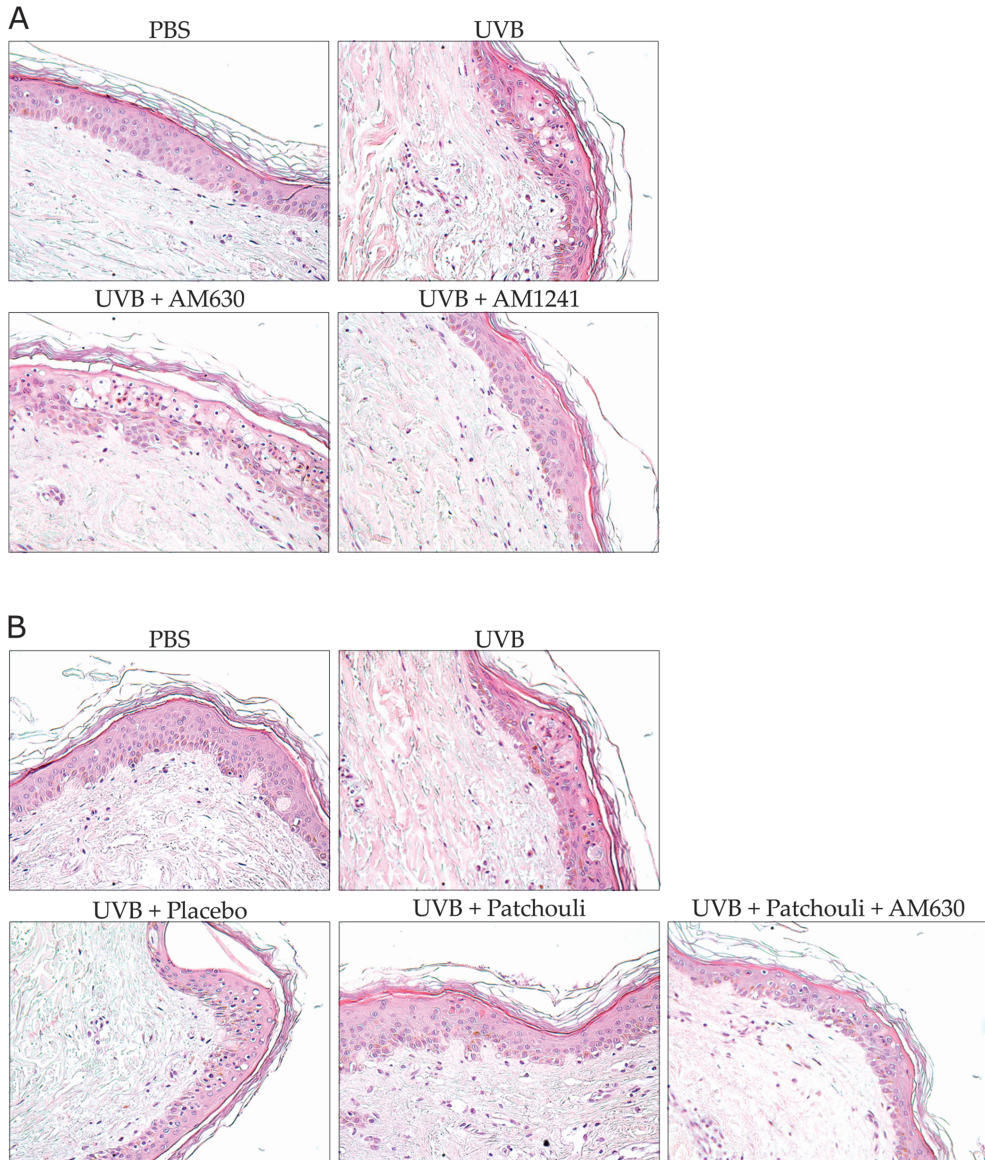 A
PBS
UVB
UVB + AM630
UVB + AM1241
B
PBS
UVB
UVB + Placebo
UVB + Patchouli
UVB + Patchouli + AM630